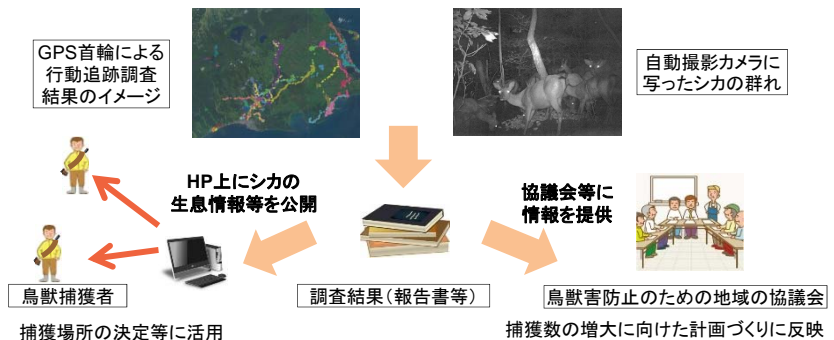 GPS首輪による
行動追跡調査
結果のイメージ
自動撮影カメラに
写ったシカの群れ
HP上にシカの
生息情報等を公開
協議会等に
情報を提供
鳥獣捕獲者
調査結果(報告書等)
鳥獣害防止のための地域の協議会
捕獲場所の決定等に活用
捕獲数の増大に向けた計画づくりに反映